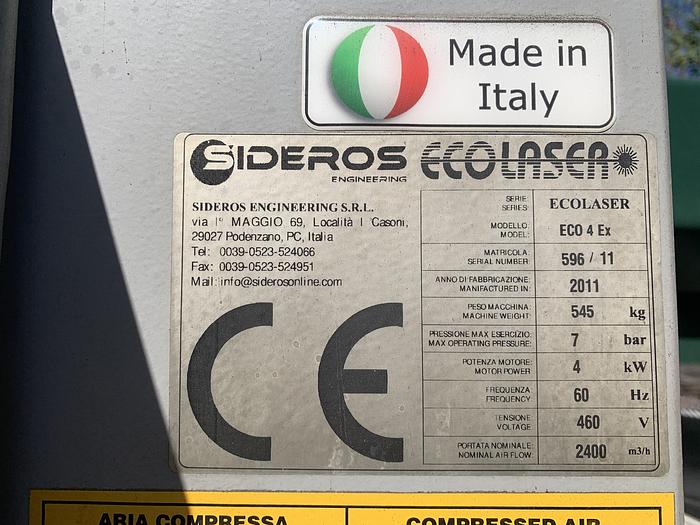 Made in
Italy
SIDEROS
ENGINEERING
ECOLASER
SIDEROS ENGINEERING S.R.L.
via I° MAGGIO 69, Località I Casoni,
29027 Podenzano, PC, Italia
Tel: 0039-0523-524066
Fax: 0039-0523-524951
Mail: info@siderosonline.com
CE
SERIE:
SERIES:
ECOLASER
MODELLO:
MODEL:
ECO 4 Ex
MATRICOLA:
SERIAL NUMBER:
596 / 11
ANNO DI FABBRICAZIONE:
MANIFACTURED IN:
2011
PESO MACCHINA:
MACHINE WEIGHT:
545 kg
PRESSIONE MAX ESERCIZIO:
MAX OPERATING PRESSURE:
7 bar
POTENZA MOTORE:
MOTOR POWER
4 kW
FREQUENZA
FREQUENCY
60 Hz
TENSIONE
VOLTAGE
460 V
PORTATA NOMINALE:
NOMINAL AIR FLOW:
2400 m3/h
ARIA COMPRESSA
COMPRESSED AIR